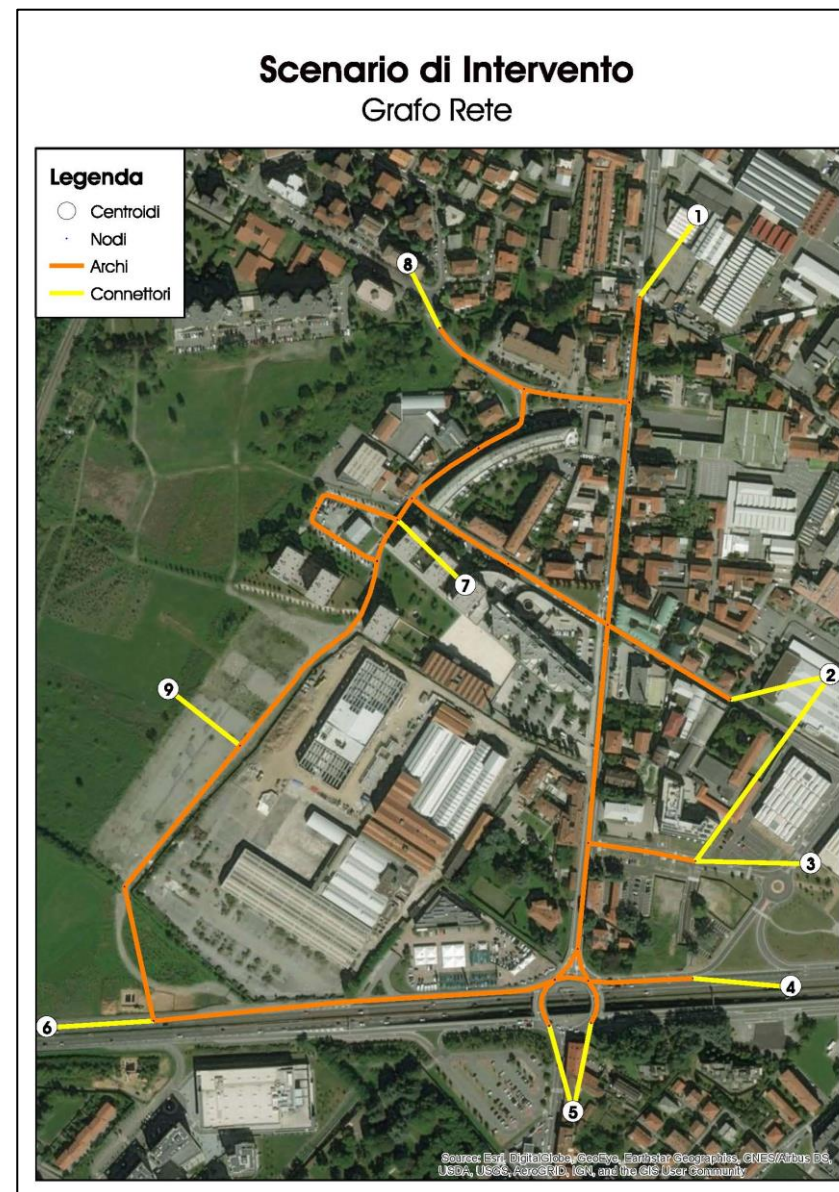 Scenario di Intervento
Grafo Rete
Legenda
Centroidi
Nodi
Archi
Connettori
1
8
7
2
9
3
4
6
5
Source: Esri, DigitalGlobe, GeoEye, Earthstar Geographics, CNES/Airbus DS,
USDA, USGS, AeroGRID, IGN, and the GIS User Community